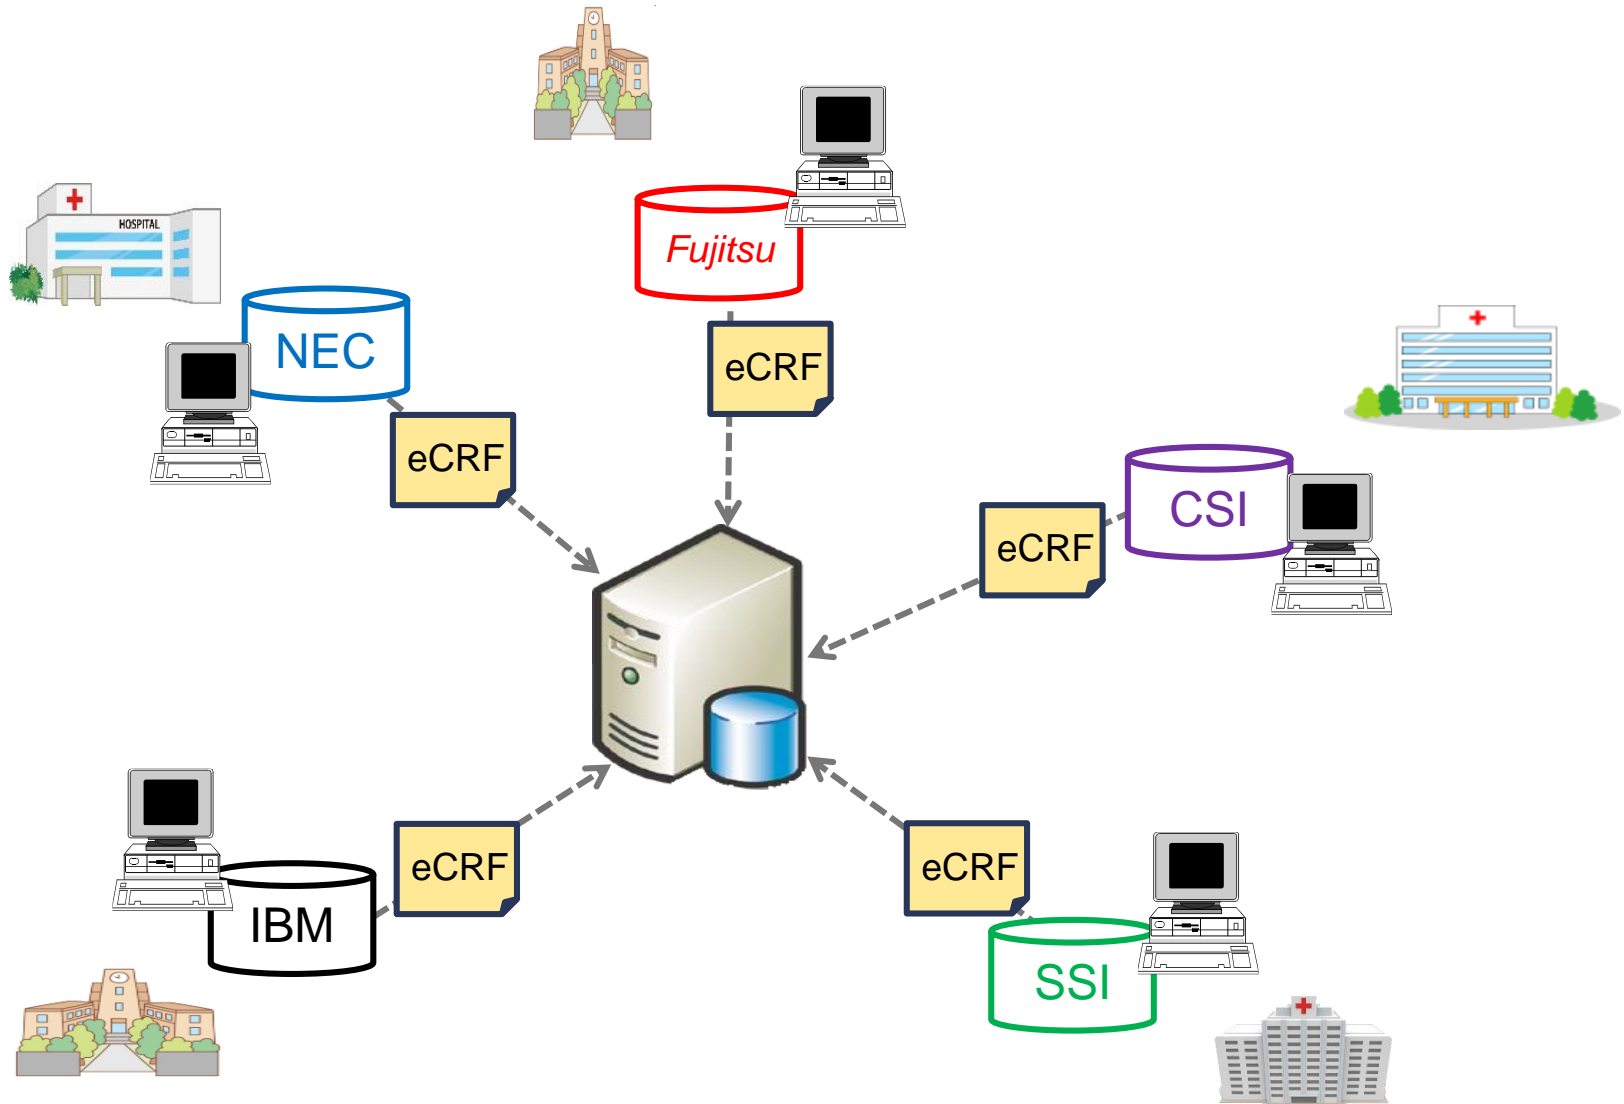 HOSPITAL
Fujitsu
NEC
eCRF
eCRF
CSI
eCRF
eCRF
IBM
eCRF
SSI